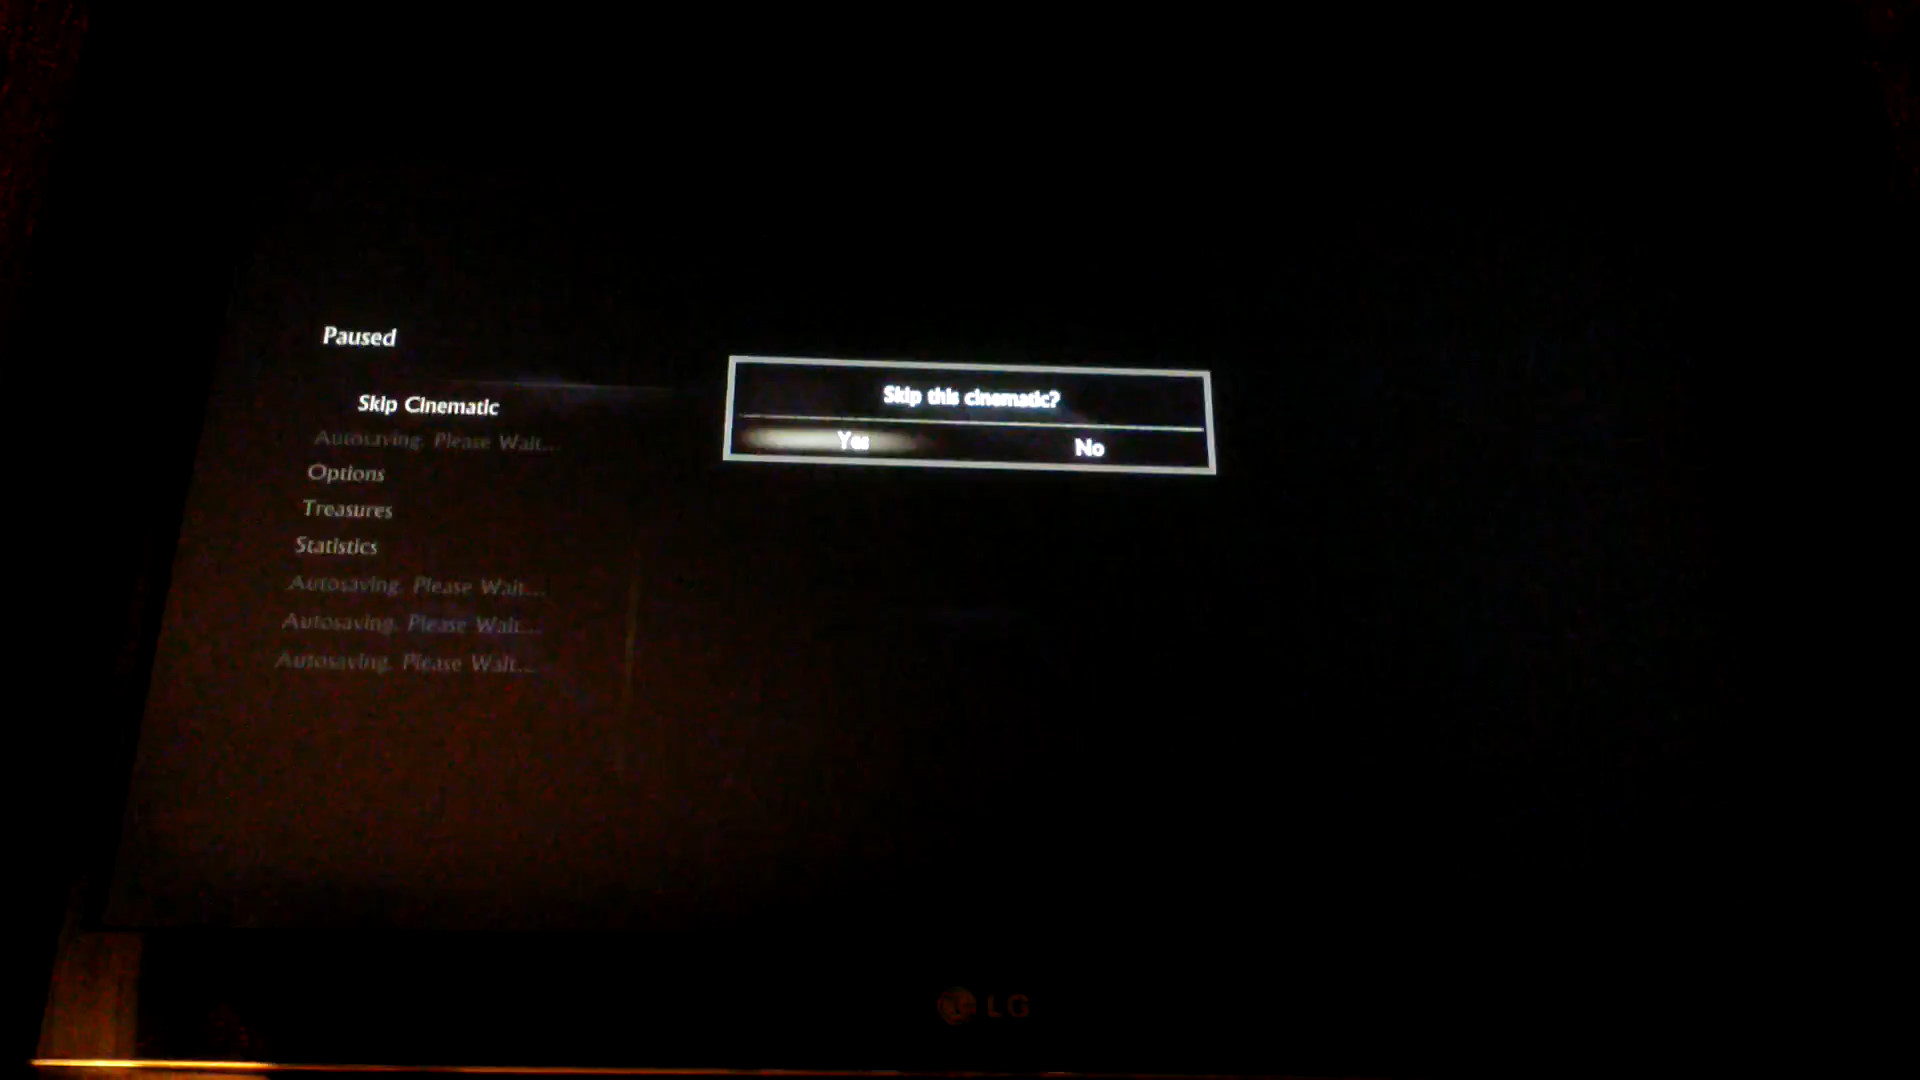 Paused
Skip Cinematic
Autosaving. Please Wait...
Options
Treasures
Statistics
Autosaving. Please Wait...
Autosaving. Please Wait...
Autosaving. Please Wait...
Skip this cinematic?
Yes
No
LG